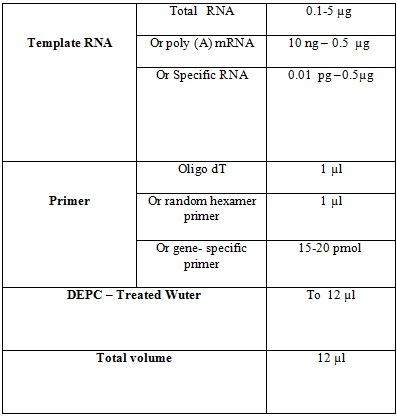 Total RNA 0.1-5 µg
Template RNA Or poly (A) mRNA 10 ng – 0.5 µg
Or Specific RNA 0.01 pg –0.5µg
Oligo dT 1 µl
Primer Or random hexamer 1 µl
primer
Or gene- specific 15-20 pmol
primer
DEPC – Treated Wuter To 12 µl
Total volume 12 µl